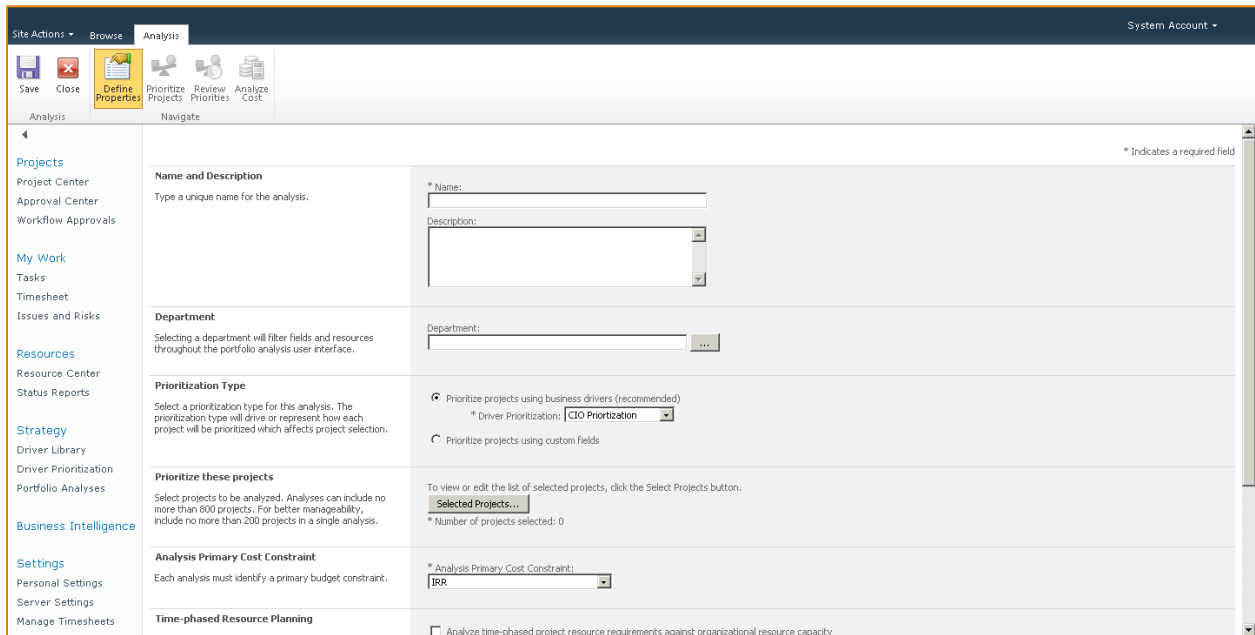 System Account
Site Actions Browse Analysis
Save Close Define Properties Prioritize Projects Review Priorities Analyze Cost
Analysis Navigate
* Indicates a required field
Projects
Project Center
Approval Center
Workflow Approvals
My Work
Tasks
Timesheet
Issues and Risks
Resources
Resource Center
Status Reports
Strategy
Driver Library
Driver Prioritization
Portfolio Analyses
Business Intelligence
Settings
Personal Settings
Server Settings
Manage Timesheets
Name and Description
Type a unique name for the analysis.
* Name:
Description:
Department
Selecting a department will filter fields and resources
throughout the portfolio analysis user interface.
Department:
...
Prioritization Type
Select a prioritization type for this analysis. The
prioritization type will drive or represent how each
project will be prioritized which affects project selection.
Prioritize projects using business drivers (recommended)
* Driver Prioritization: CIO Priortization
Prioritize projects using custom fields
Prioritize these projects
Select projects to be analyzed. Analyses can include no
more than 800 projects. For better manageability,
include no more than 200 projects in a single analysis.
To view or edit the list of selected projects, click the Select Projects button.
Selected Projects...
* Number of projects selected: 0
Analysis Primary Cost Constraint
Each analysis must identify a primary budget constraint.
* Analysis Primary Cost Constraint:
IRR
Time-phased Resource Planning
Analyze time-phased project resource requirements against organizational resource capacity